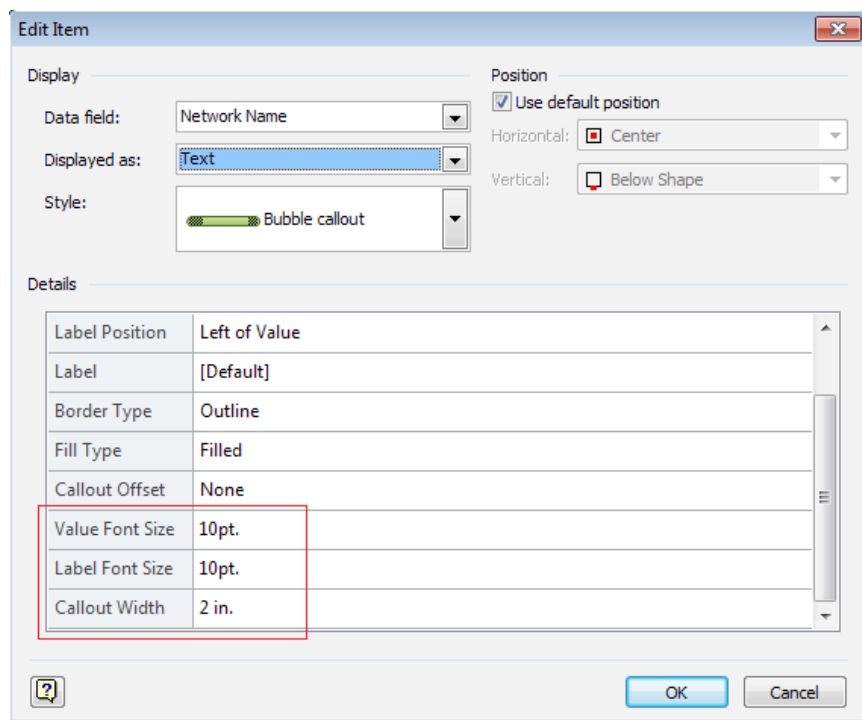 Edit Item
Display
Data field: Network Name
Displayed as: Text
Style: Bubble callout
Position
Use default position
Horizontal: Center
Vertical: Below Shape
Details
Label Position Left of Value
Label [Default]
Border Type Outline
Fill Type Filled
Callout Offset None
Value Font Size 10pt.
Label Font Size 10pt.
Callout Width 2 in.
OK Cancel